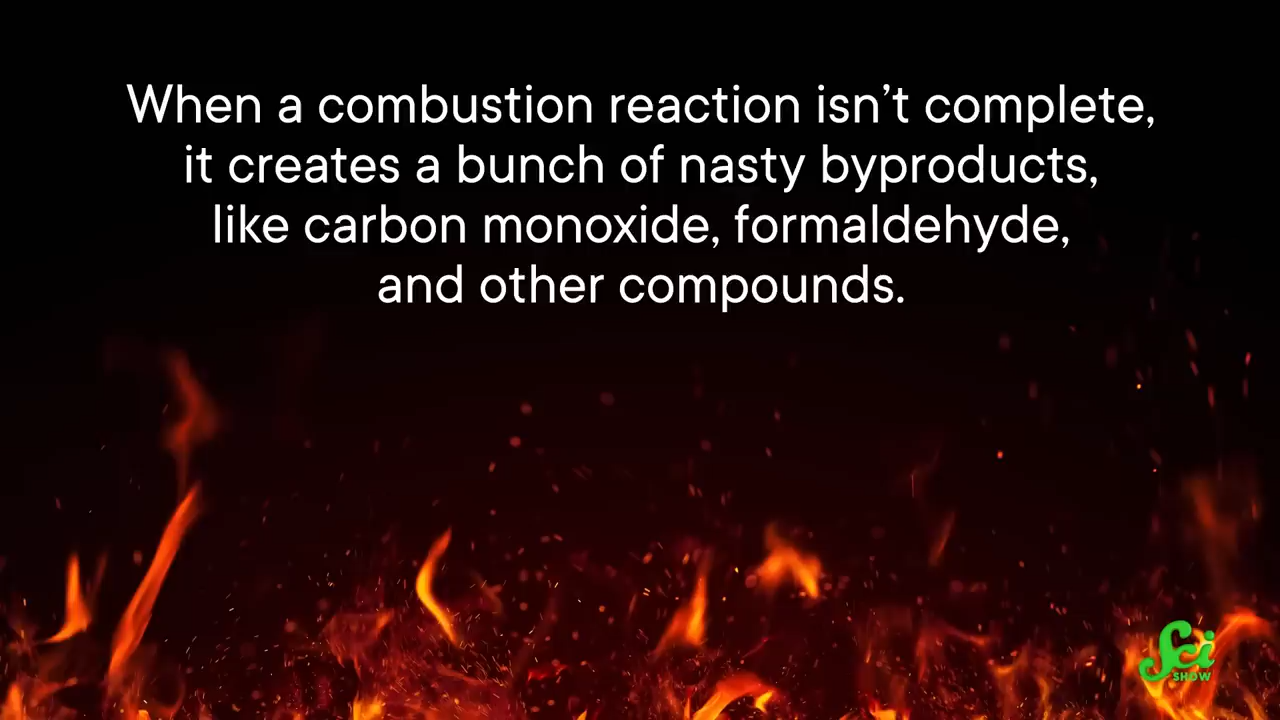 When a combustion reaction isn’t complete,
it creates a bunch of nasty byproducts,
like carbon monoxide, formaldehyde,
and other compounds.
Sci
SHOW